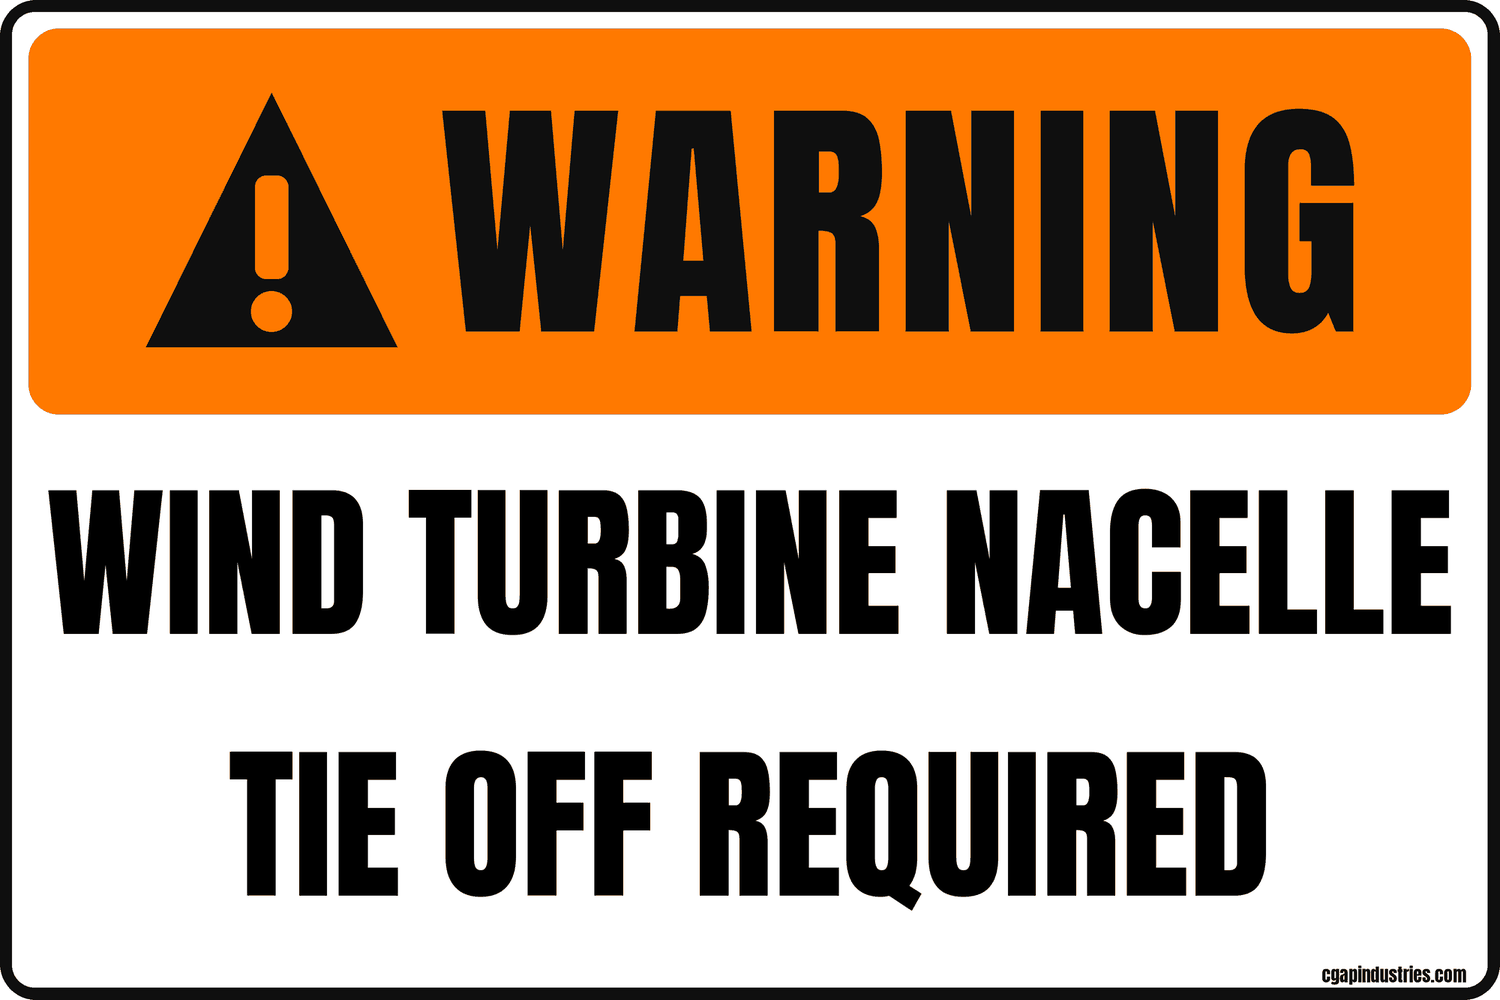 WARNING
WIND TURBINE NACELLE
TIE OFF REQUIRED
cgapindustries.com